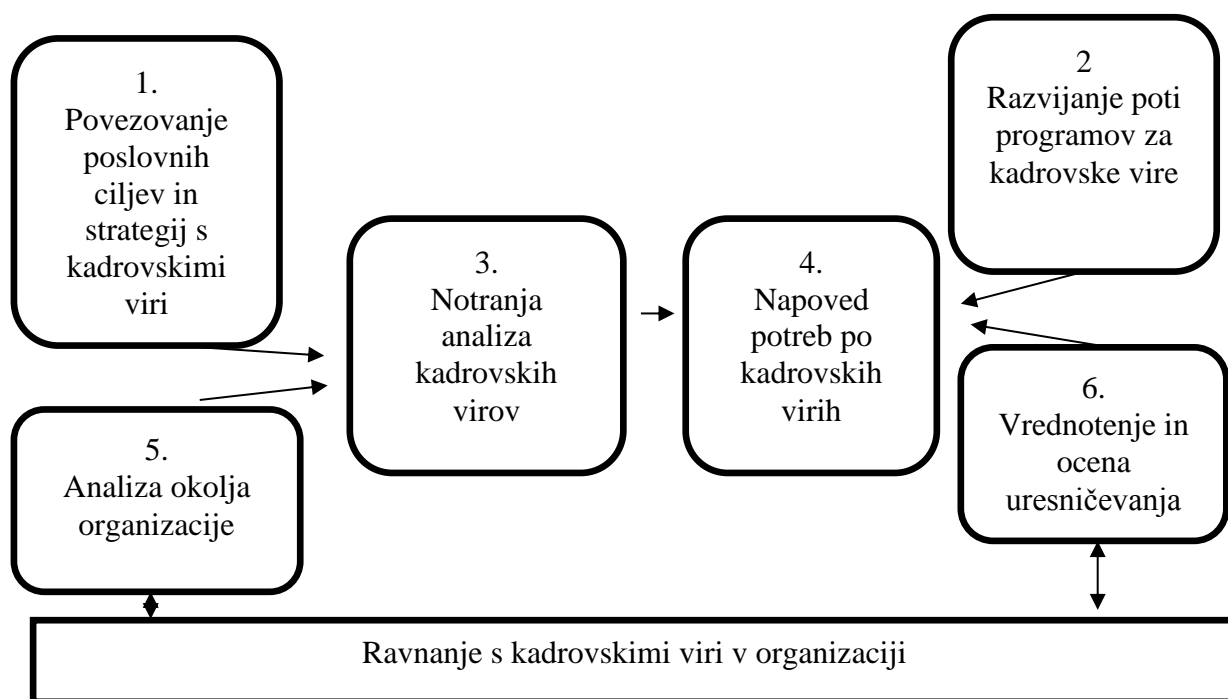 1.
Povezovanje
poslovnih
ciljev in
strategij s
kadrovskimi
viri
2
Razvijanje poti
programov za
kadrovske vire
3.
Notranja
analiza
kadrovskih
virov
4.
Napoved
potreb po
kadrovskih
virih
5.
Analiza okolja
organizacije
6.
Vrednotenje in
ocena
uresničevanja
Ravnanje s kadrovskimi viri v organizaciji